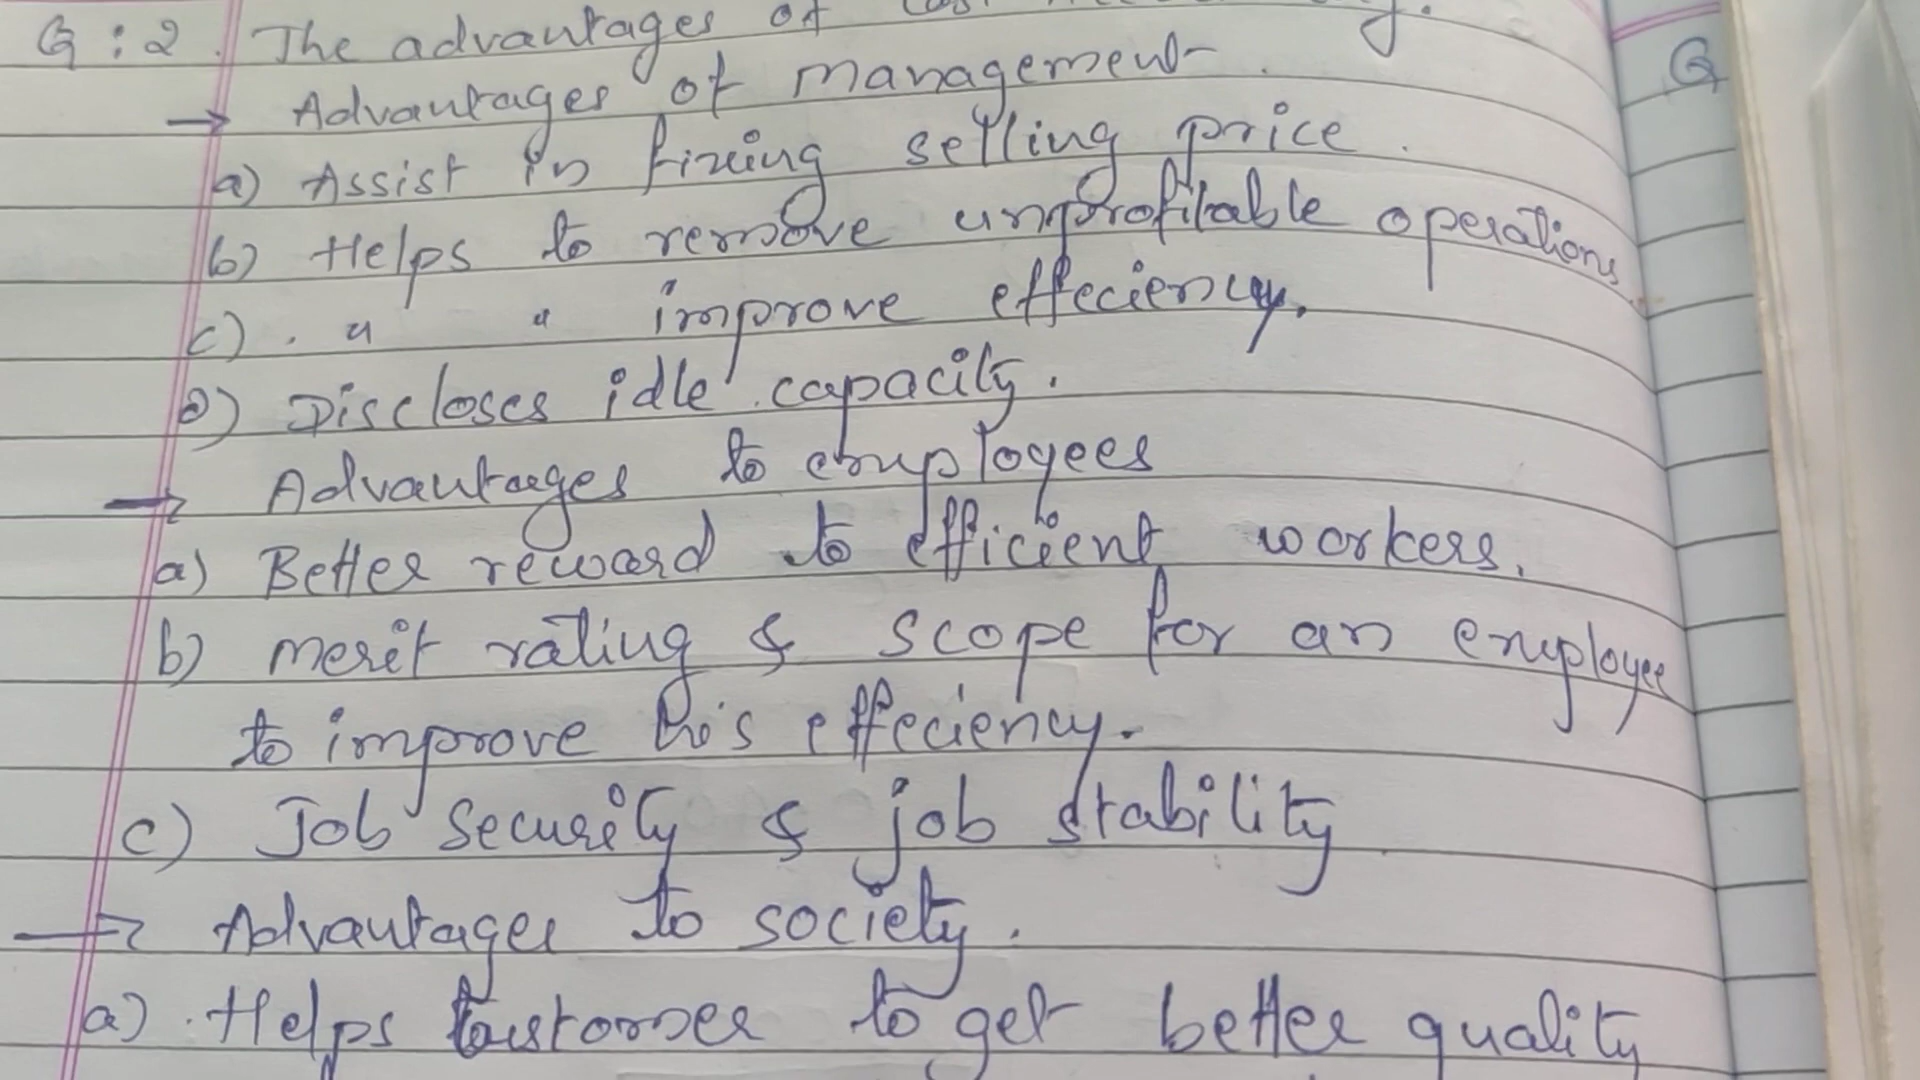 Q : 2. The advantages of
→ Advantages of management.
a) Assist in fixing selling price.
b) Helps to remove unprofitable operations
c) . " " improve effeciency.
d) Discloses idle capacity.
→ Advantages to employees
a) Better reward to efficient workers.
b) merit rating & scope for an employee
to improve his effeciency.
c) Job security & job stability
→ Advantages to society.
a) . Helps customer to get better quality
Q